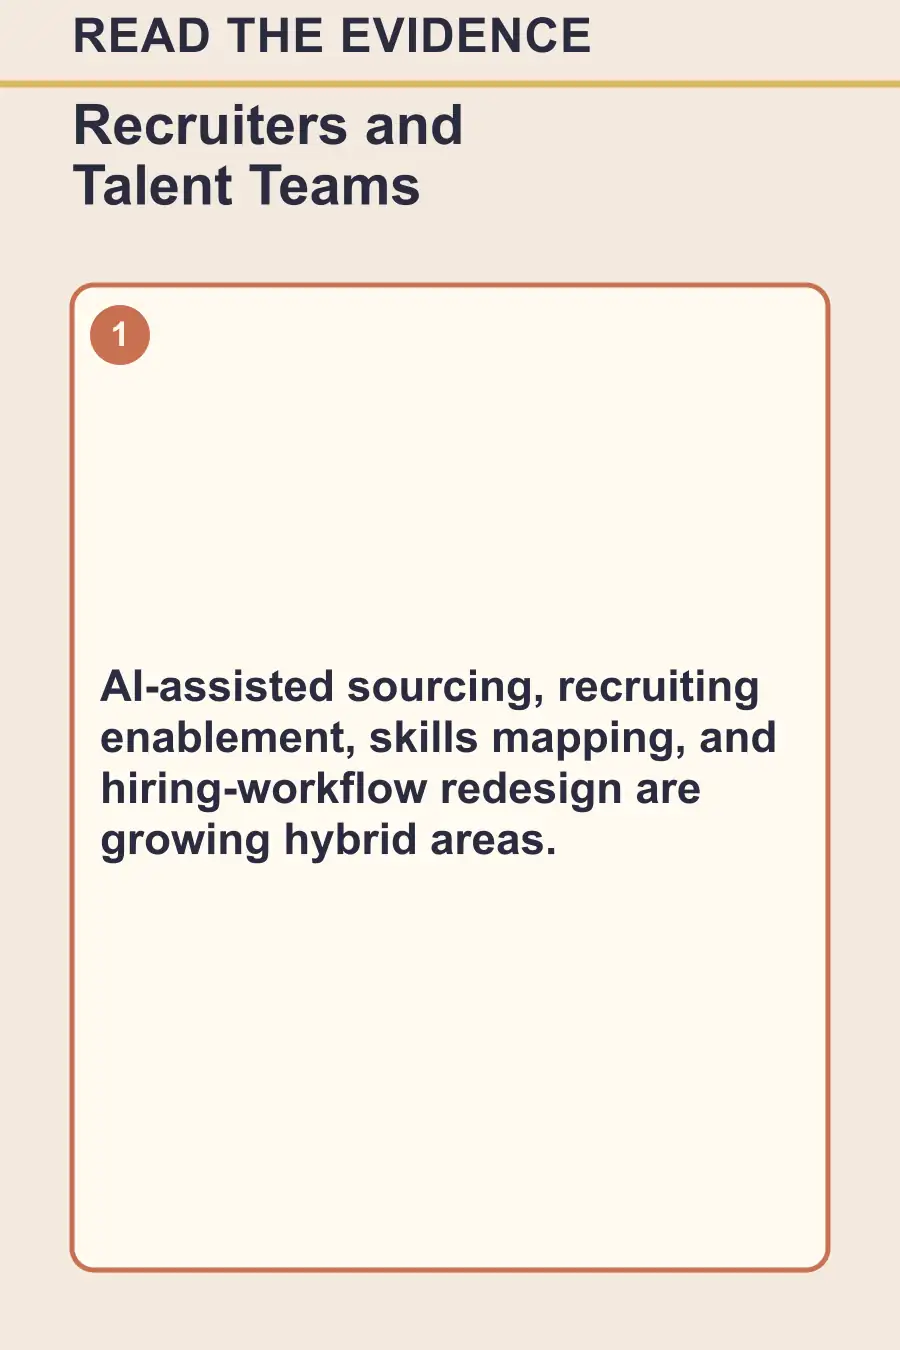 READ THE EVIDENCE
Recruiters and
Talent Teams
1
AI-assisted sourcing, recruiting
enablement, skills mapping, and
hiring-workflow redesign are
growing hybrid areas.